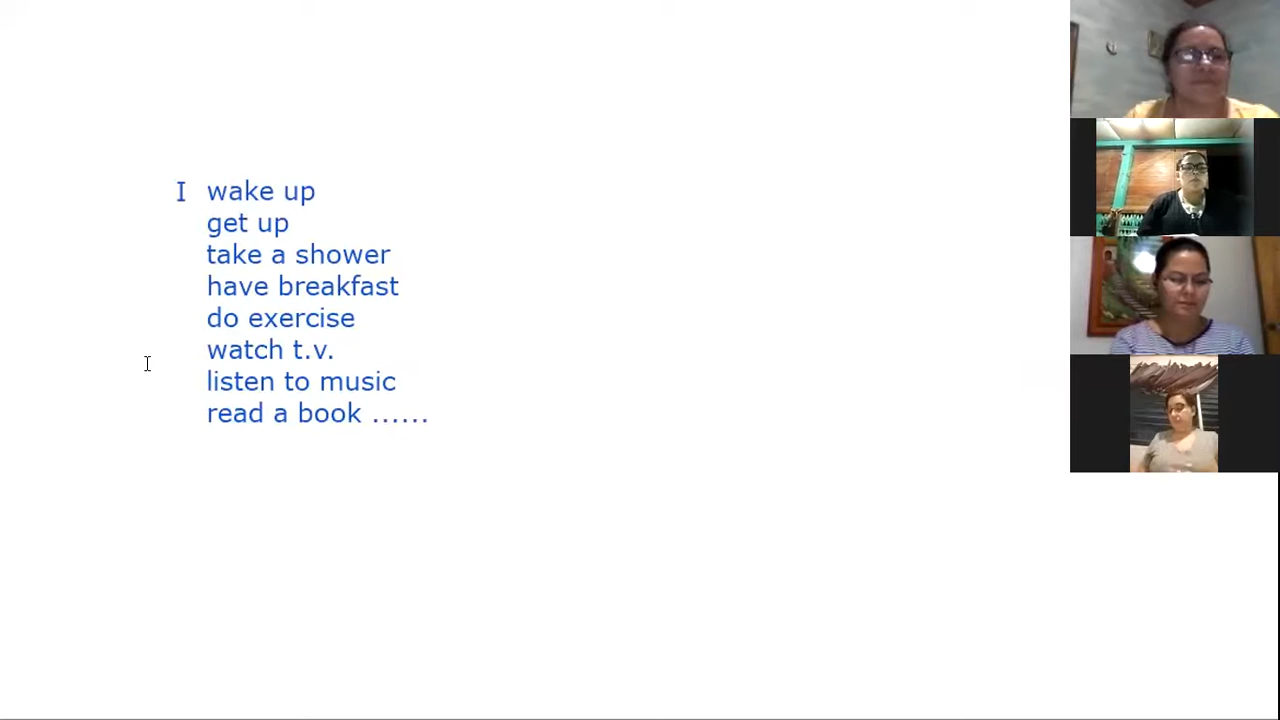 I wake up
get up
take a shower
have breakfast
do exercise
watch t.v.
listen to music
read a book ......